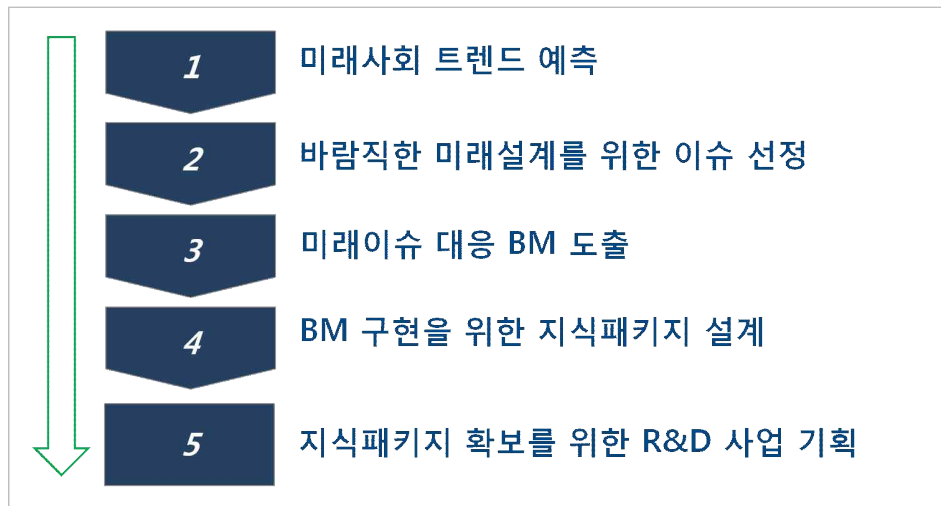 1 미래사회 트렌드 예측
2 바람직한 미래설계를 위한 이슈 선정
3 미래이슈 대응 BM 도출
4 BM 구현을 위한 지식패키지 설계
5 지식패키지 확보를 위한 R&D 사업 기획